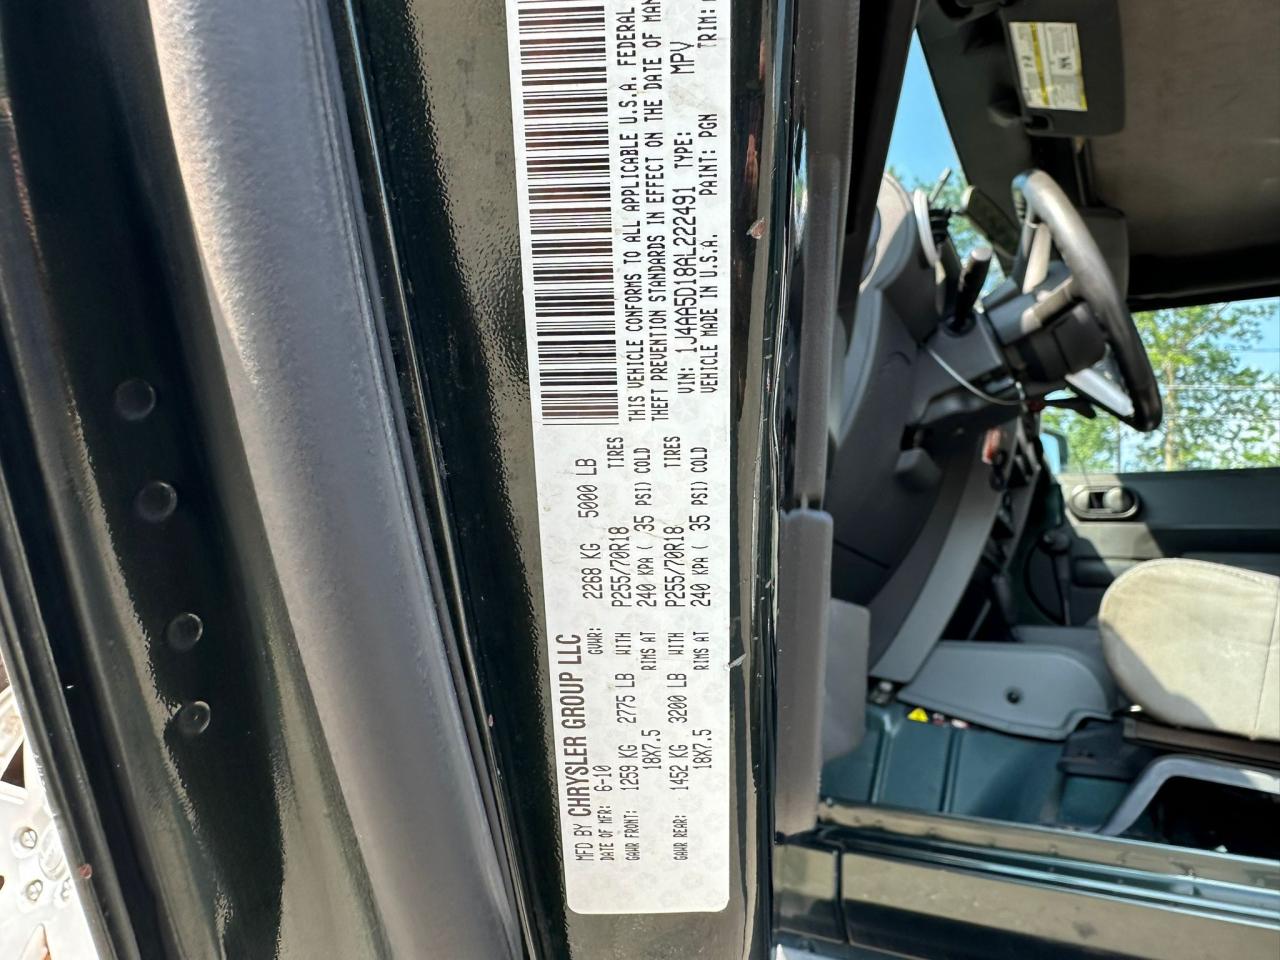 MFD BY CHRYSLER GROUP LLC
DATE OF MFR: 6-10 GVWR: 2268 KG 5000 LB
GAWR FRONT: 1259 KG 2775 LB WITH P255/70R18 TIRES
18X7.5 RIMS AT 240 KPA ( 35 PSI) COLD
GAWR REAR: 1452 KG 3200 LB WITH P255/70R18 TIRES
18X7.5 RIMS AT 240 KPA ( 35 PSI) COLD
THIS VEHICLE CONFORMS TO ALL APPLICABLE U.S.A. FEDERAL
THEFT PREVENTION STANDARDS IN EFFECT ON THE DATE OF MAN
VIN: 1J4AA5D18AL222491 TYPE: MPV
VEHICLE MADE IN U.S.A. PAINT: PGN TRIM: